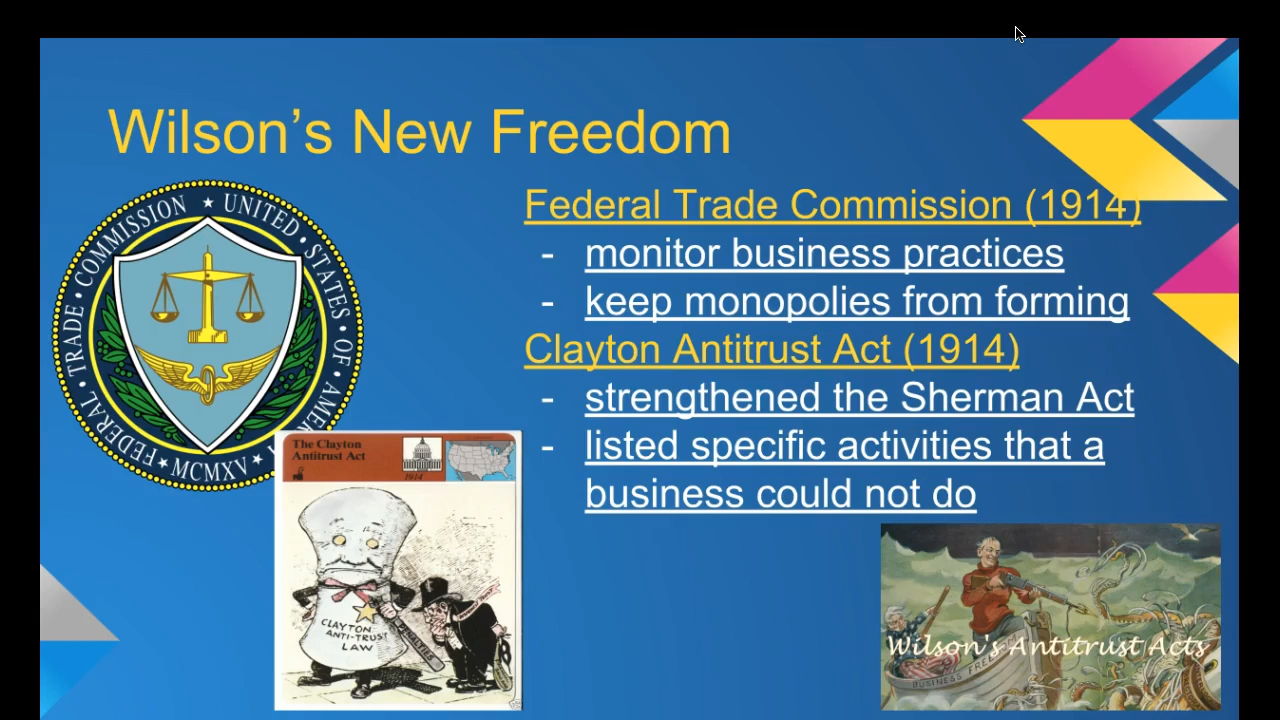 Wilson’s New Freedom
FEDERAL • TRADE • COMMISSION ★ UNITED • STATES • OF •
★ MCMXV ★
Federal Trade Commission (1914)
- monitor business practices
- keep monopolies from forming
Clayton Antitrust Act (1914)
- strengthened the Sherman Act
- listed specific activities that a
business could not do
The Clayton
Antitrust Act
1914
CLAYTON
ANTI-TRUST
LAW
PENALTIES
Wilson's Antitrust Acts
BUSINESS